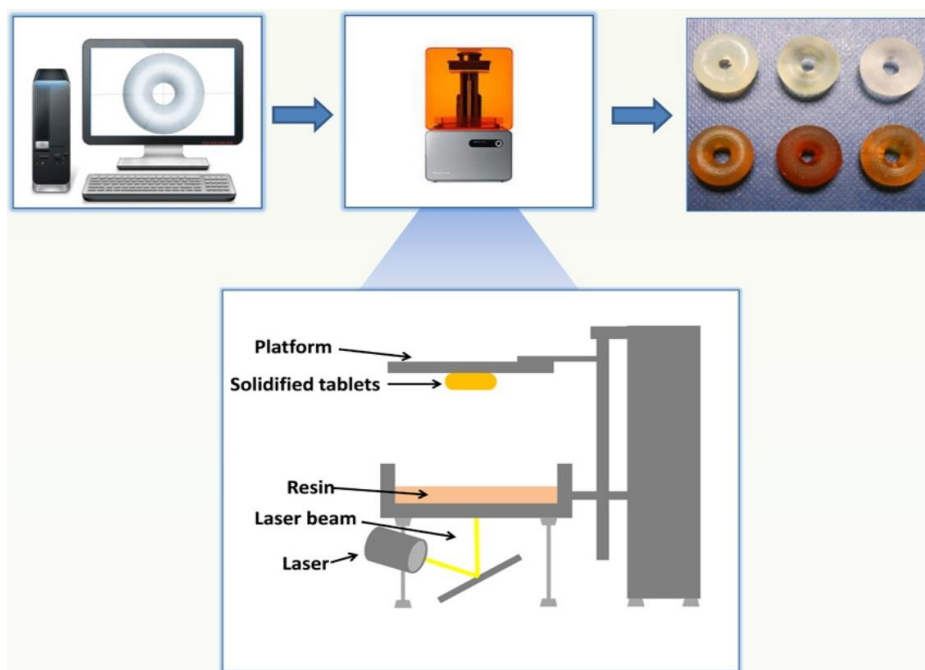 Platform
Solidified tablets
Resin
Laser beam
Laser